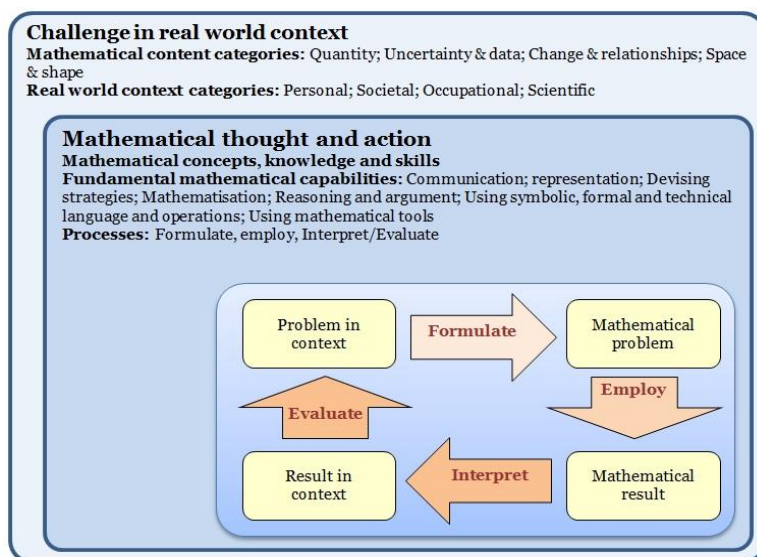 Challenge in real world context
Mathematical content categories: Quantity; Uncertainty & data; Change & relationships; Space
& shape
Real world context categories: Personal; Societal; Occupational; Scientific
Mathematical thought and action
Mathematical concepts, knowledge and skills
Fundamental mathematical capabilities: Communication; representation; Devising
strategies; Mathematisation; Reasoning and argument; Using symbolic, formal and technical
language and operations; Using mathematical tools
Processes: Formulate, employ, Interpret/Evaluate
Problem in
context
Formulate
Mathematical
problem
Employ
Evaluate
Result in
context
Interpret
Mathematical
result